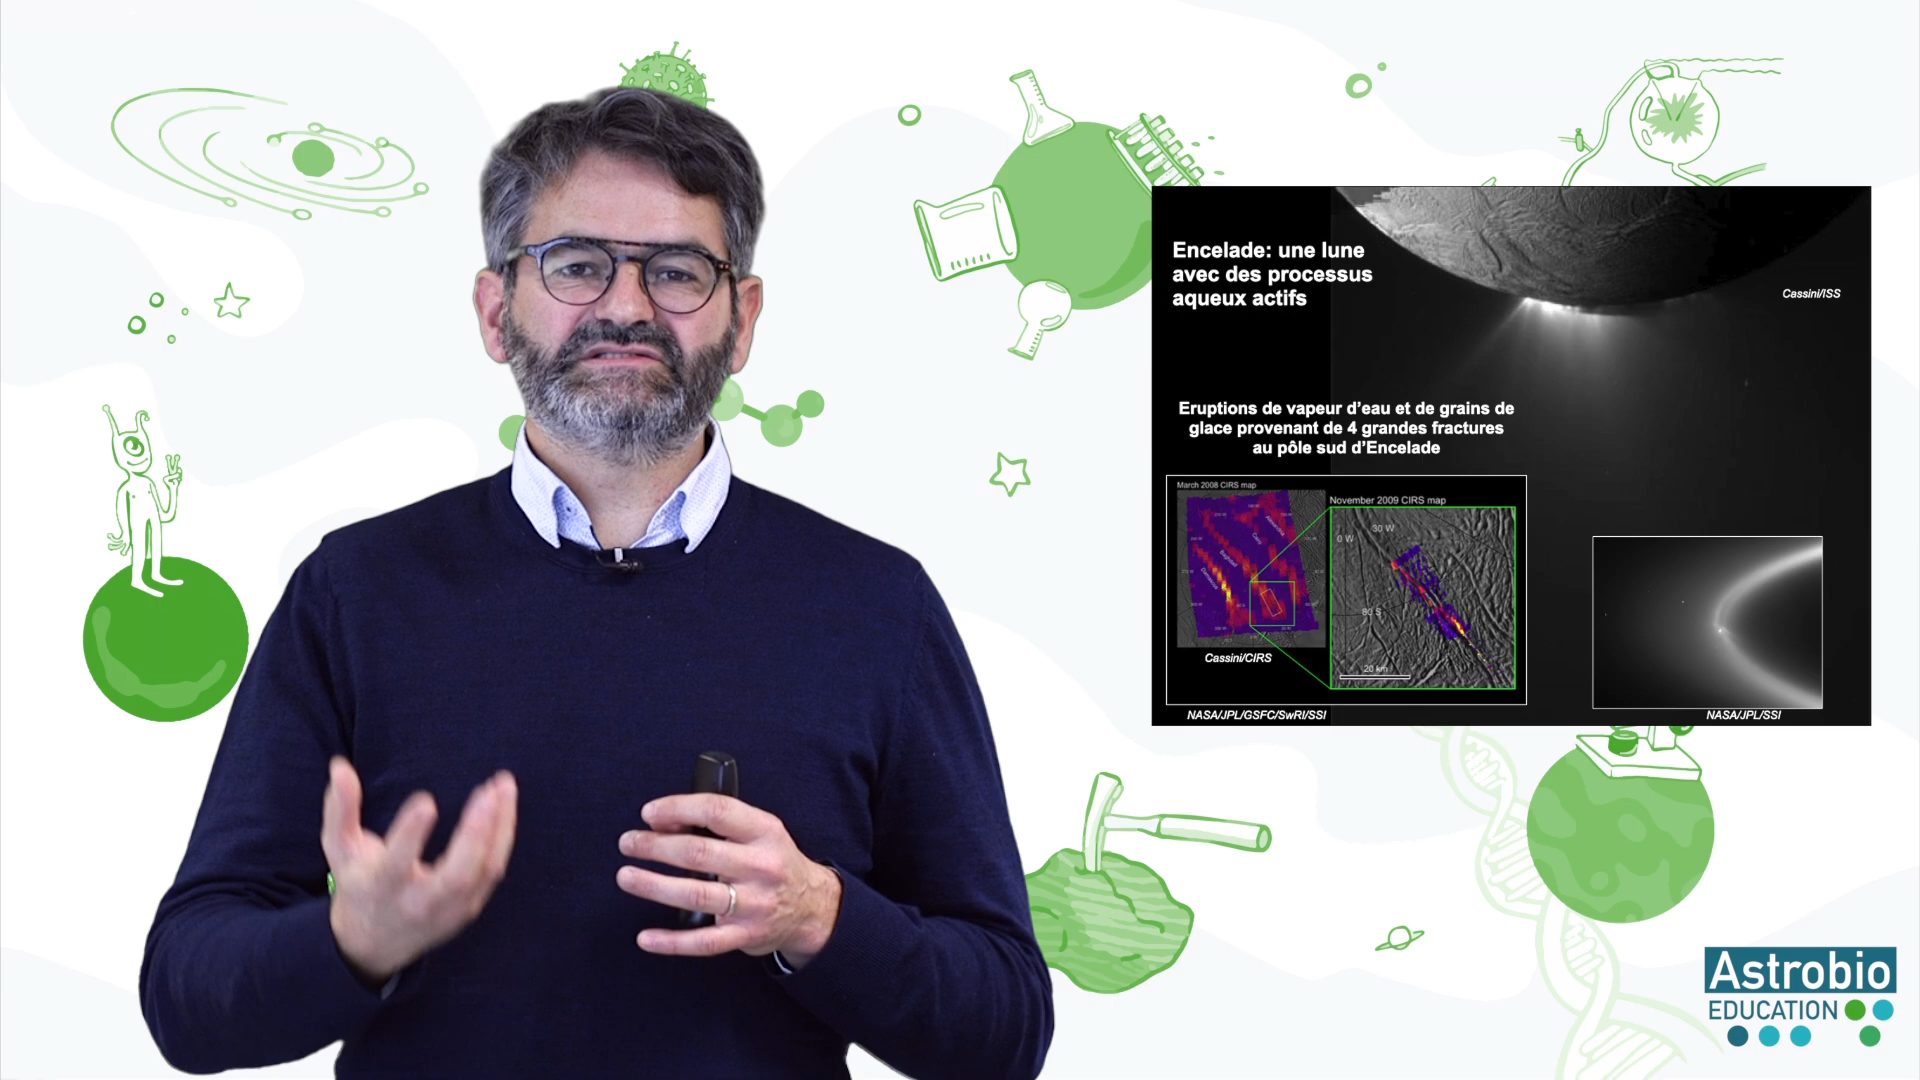 Encelade: une lune
avec des processus
aqueux actifs
Cassini/ISS
Eruptions de vapeur d’eau et de grains de
glace provenant de 4 grandes fractures
au pôle sud d’Encelade
March 2008 CIRS map
November 2009 CIRS map
30 W
0 W
Baghdad
Damascus
80 S
20 km
Cassini/CIRS
NASA/JPL/GSFC/SwRI/SSI
NASA/JPL/SSI
Astrobio
EDUCATION